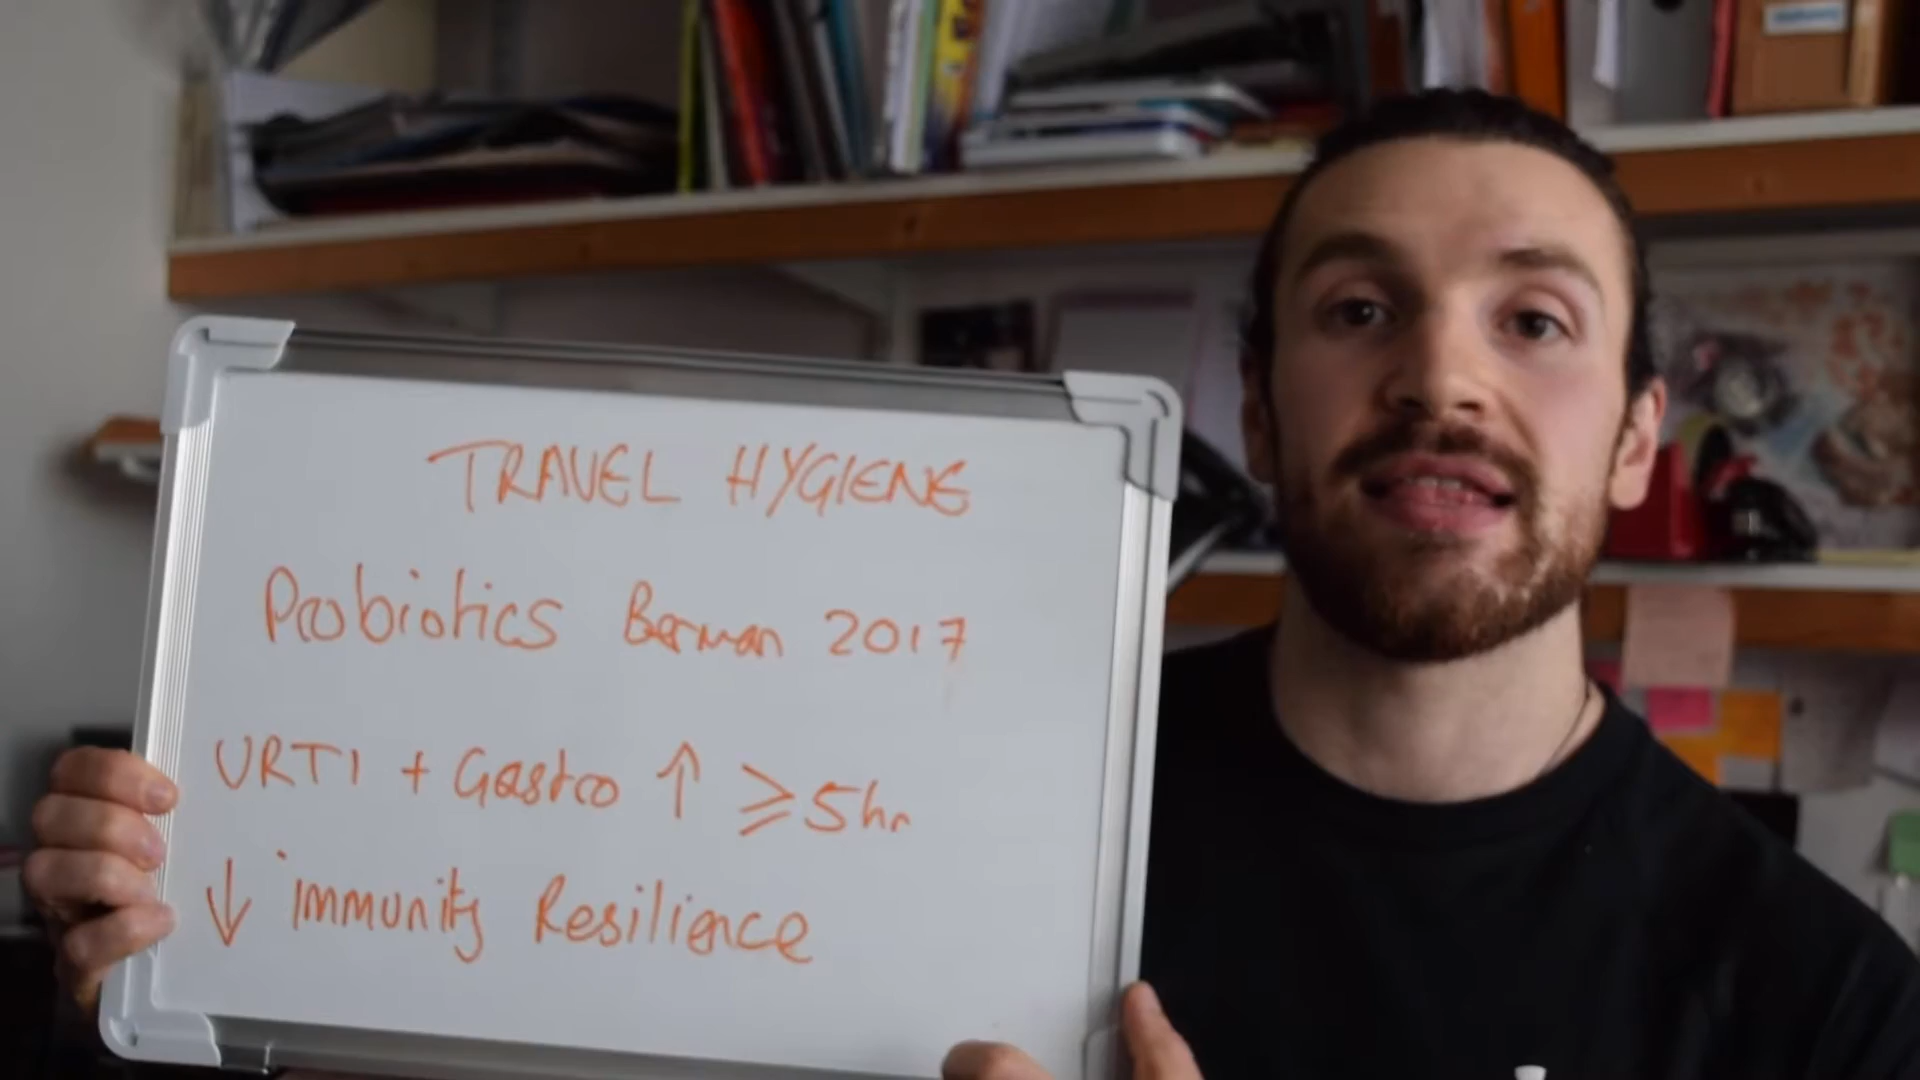 TRAVEL HYGIENE
Probiotics Berman 2017
URTI + Gastro ↑ ≥ 5hr
↓ immunity Resilience